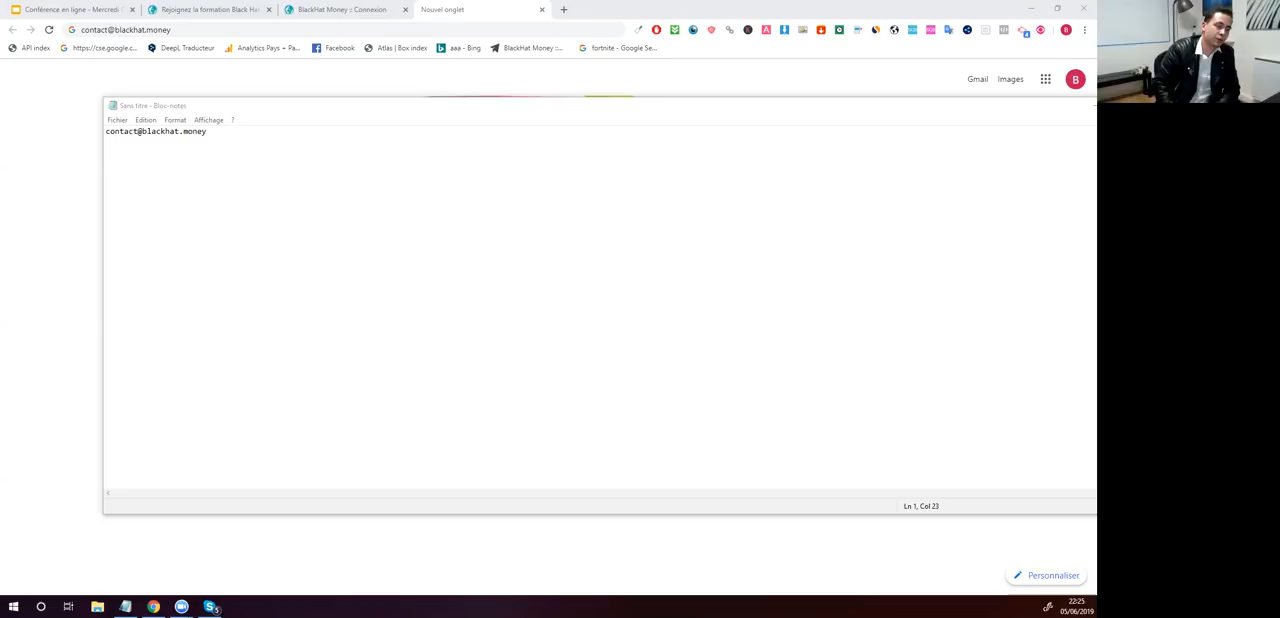 Conférence en ligne - Mercredi
Rejoignez la formation Black Ha
BlackHat Money :: Connexion
Nouvel onglet
contact@blackhat.money
API index
https://cse.google.c...
DeepL Traducteur
Analytics Pays + Pa...
Facebook
Atlas | Box index
aaa - Bing
BlackHat Money ::...
fortnite - Google Se...
Gmail
Images
B
Sans titre - Bloc-notes
Fichier
Edition
Format
Affichage
?
contact@blackhat.money
Ln 1, Col 23
Personnaliser
22:25
05/06/2019